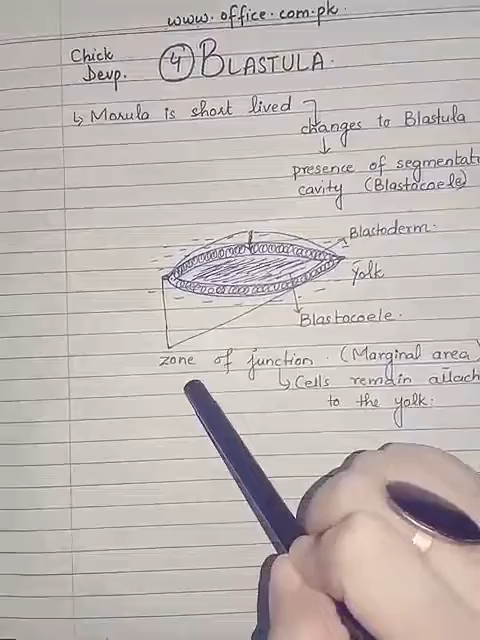 www.office.com.pk.
Chick
Devp.
④ BLASTULA.
↳ Morula is short lived
changes to Blastula
↓
presence of segmentat
cavity (Blastocoele)
Blastoderm.
Yolk
Blastocoele.
zone of junction. (Marginal area)
↳ Cells remain attach
to the yolk.